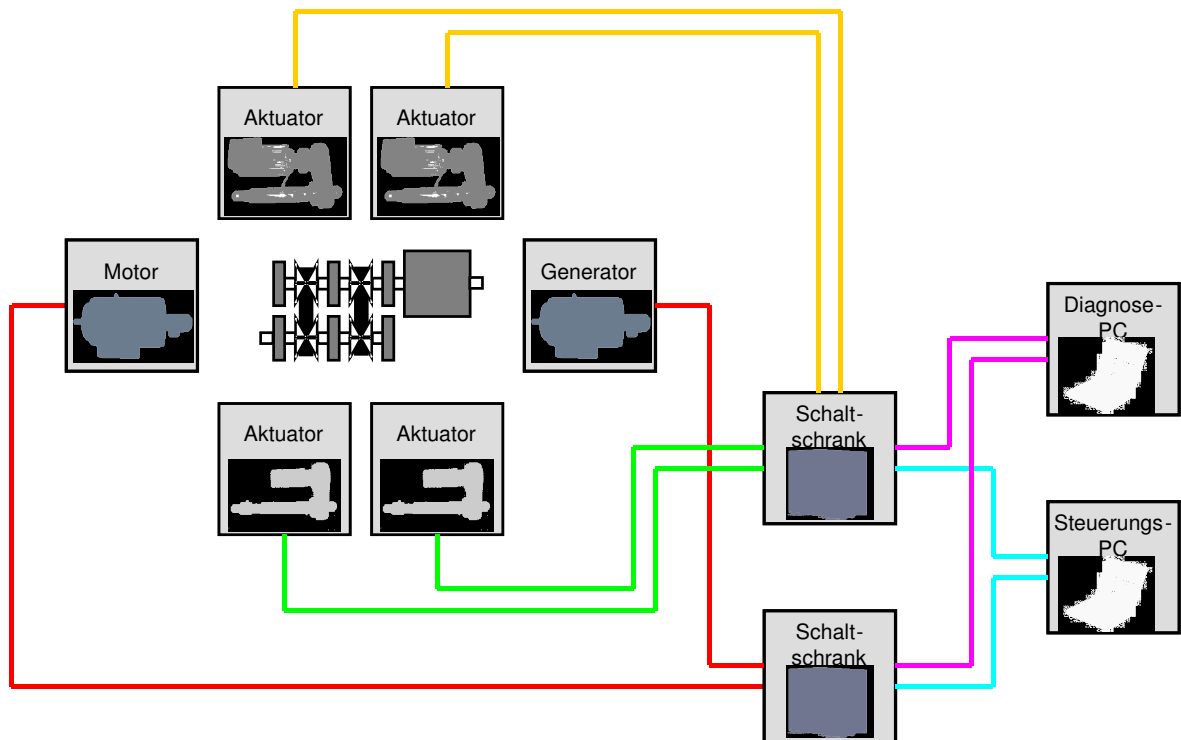 Aktuator
Aktuator
Motor
Generator
Diagnose-
PC
Aktuator
Aktuator
Schalt-
schrank
Steuerungs-
PC
Schalt-
schrank